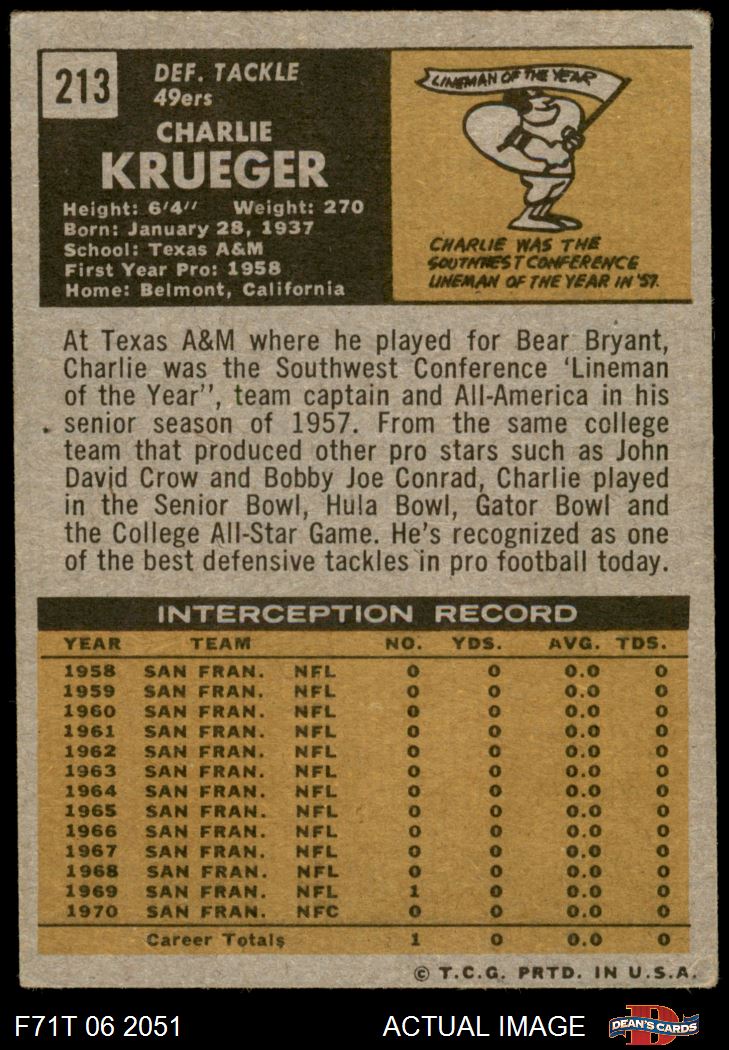 213
DEF. TACKLE
49ers
CHARLIE
KRUEGER
Height: 6'4" Weight: 270
Born: January 28, 1937
School: Texas A&M
First Year Pro: 1958
Home: Belmont, California
LINEMAN OF THE YEAR
CHARLIE WAS THE
SOUTHWEST CONFERENCE
LINEMAN OF THE YEAR IN '57.
At Texas A&M where he played for Bear Bryant,
Charlie was the Southwest Conference 'Lineman
of the Year", team captain and All-America in his
senior season of 1957. From the same college
team that produced other pro stars such as John
David Crow and Bobby Joe Conrad, Charlie played
in the Senior Bowl, Hula Bowl, Gator Bowl and
the College All-Star Game. He's recognized as one
of the best defensive tackles in pro football today.
INTERCEPTION RECORD
YEAR TEAM NO. YDS. AVG. TDS.
1958 SAN FRAN. NFL 0 0 0.0 0
1959 SAN FRAN. NFL 0 0 0.0 0
1960 SAN FRAN. NFL 0 0 0.0 0
1961 SAN FRAN. NFL 0 0 0.0 0
1962 SAN FRAN. NFL 0 0 0.0 0
1963 SAN FRAN. NFL 0 0 0.0 0
1964 SAN FRAN. NFL 0 0 0.0 0
1965 SAN FRAN. NFL 0 0 0.0 0
1966 SAN FRAN. NFL 0 0 0.0 0
1967 SAN FRAN. NFL 0 0 0.0 0
1968 SAN FRAN. NFL 0 0 0.0 0
1969 SAN FRAN. NFL 1 0 0.0 0
1970 SAN FRAN. NFC 0 0 0.0 0
Career Totals 1 0 0.0 0
© T.C.G. PRTD. IN U.S.A.
F71T 06 2051 ACTUAL IMAGE
D
DEAN'S CARDS